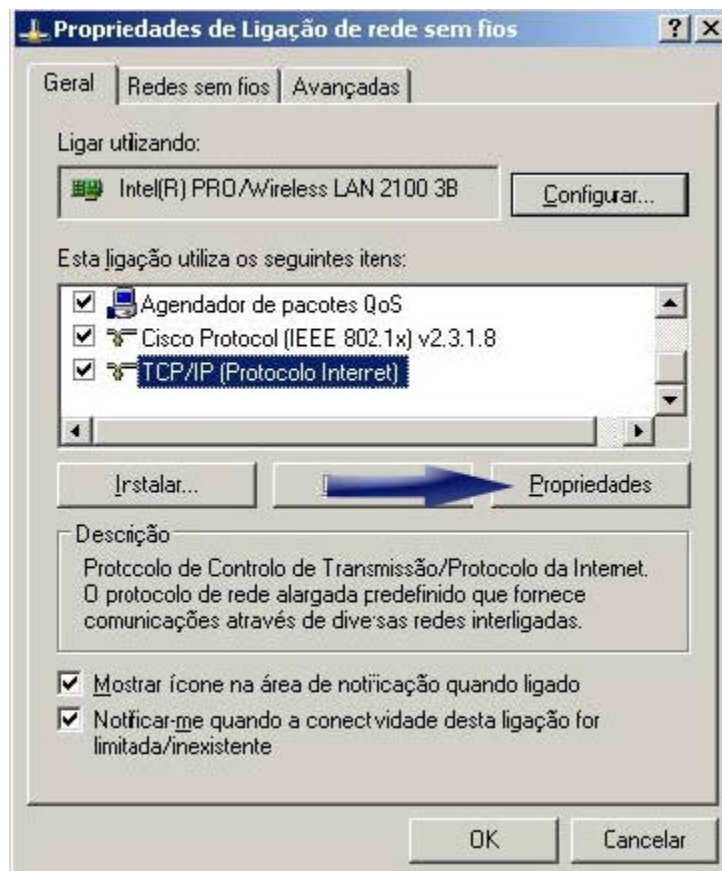 Propriedades de Ligação de rede sem fios
Geral
Redes sem fios
Avançadas
Ligar utilizando:
Intel(R) PRO/Wireless LAN 2100 3B
Configurar...
Esta ligação utiliza os seguintes itens:
Agendador de pacotes QoS
Cisco Protocol (IEEE 802.1x) v2.3.1.8
TCP/IP (Protocolo Internet)
Instalar...
Propriedades
Descrição
Protocolo de Controlo de Transmissão/Protocolo da Internet.
O protocolo de rede alargada predefinido que fornece
comunicações através de diversas redes interligadas.
Mostrar ícone na área de notificação quando ligado
Notificar-me quando a conectividade desta ligação for
limitada/inexistente
OK
Cancelar